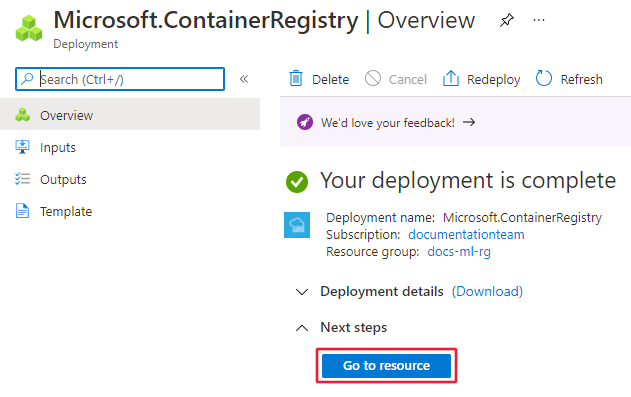 Microsoft.ContainerRegistry | Overview
Deployment
Search (Ctrl+/)
Overview
Inputs
Outputs
Template
Delete
Cancel
Redeploy
Refresh
We'd love your feedback! →
Your deployment is complete
Deployment name: Microsoft.ContainerRegistry
Subscription: documentationteam
Resource group: docs-ml-rg
Deployment details (Download)
Next steps
Go to resource